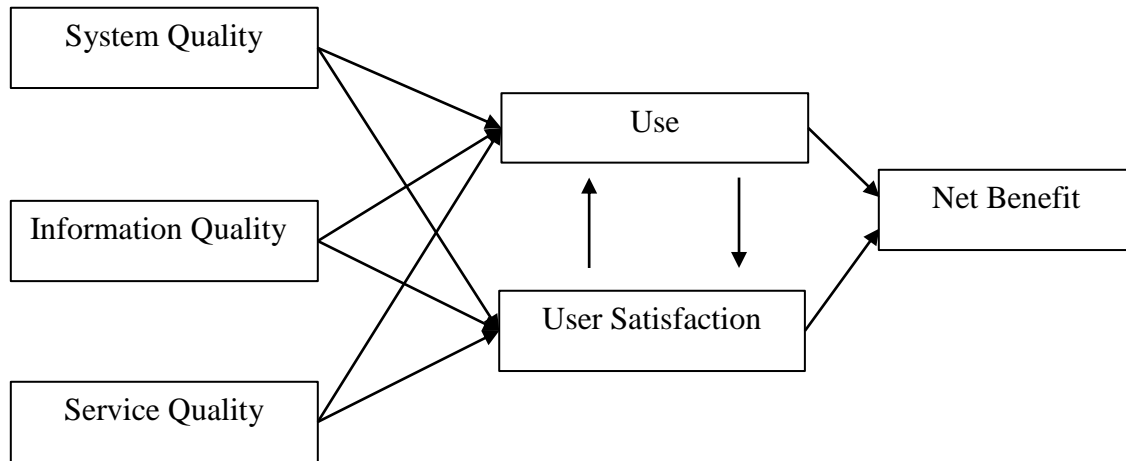 System Quality
Use
Net Benefit
Information Quality
User Satisfaction
Service Quality